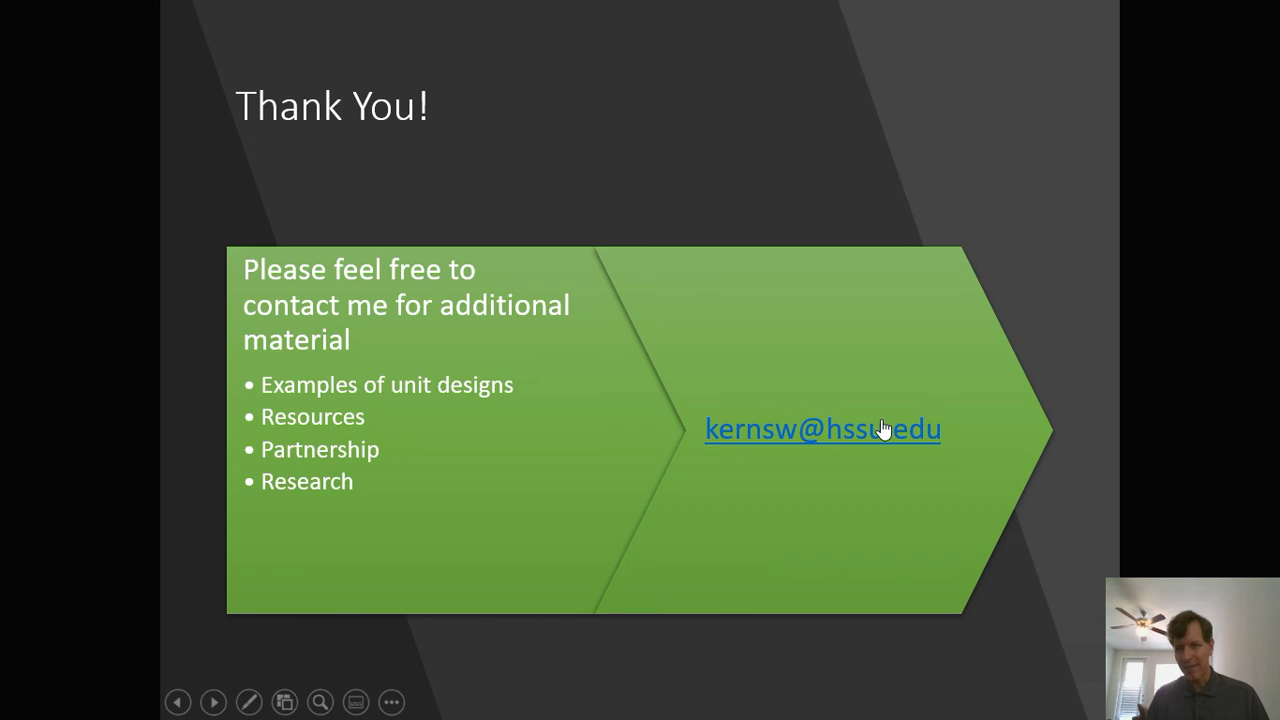 Thank You!
Please feel free to
contact me for additional
material
• Examples of unit designs
• Resources
• Partnership
• Research
kernsw@hssu.edu